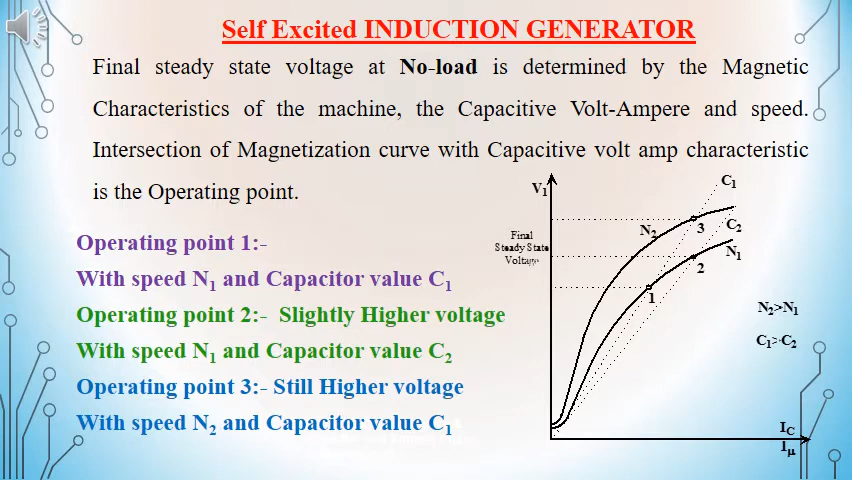 Self Excited INDUCTION GENERATOR
Final steady state voltage at No-load is determined by the Magnetic
Characteristics of the machine, the Capacitive Volt-Ampere and speed.
Intersection of Magnetization curve with Capacitive volt amp characteristic
is the Operating point.
Operating point 1:-
With speed N₁ and Capacitor value C₁
Operating point 2:- Slightly Higher voltage
With speed N₁ and Capacitor value C₂
Operating point 3:- Still Higher voltage
With speed N₂ and Capacitor value C₁
V₁
C₁
N₂
3
C₂
Final
Steady State
Voltage
N₁
2
1
N₂>N₁
C₁>C₂
I_C
I_μ